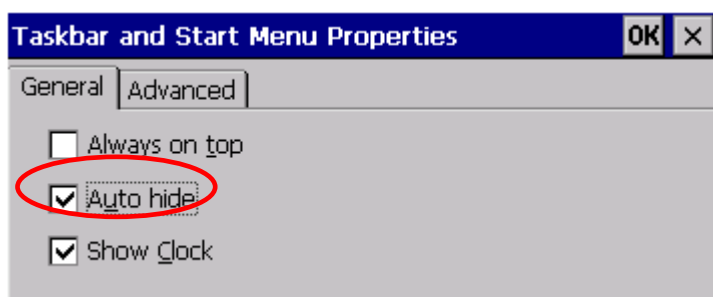 Taskbar and Start Menu Properties OK ×
General Advanced
Always on top
Auto hide
Show Clock